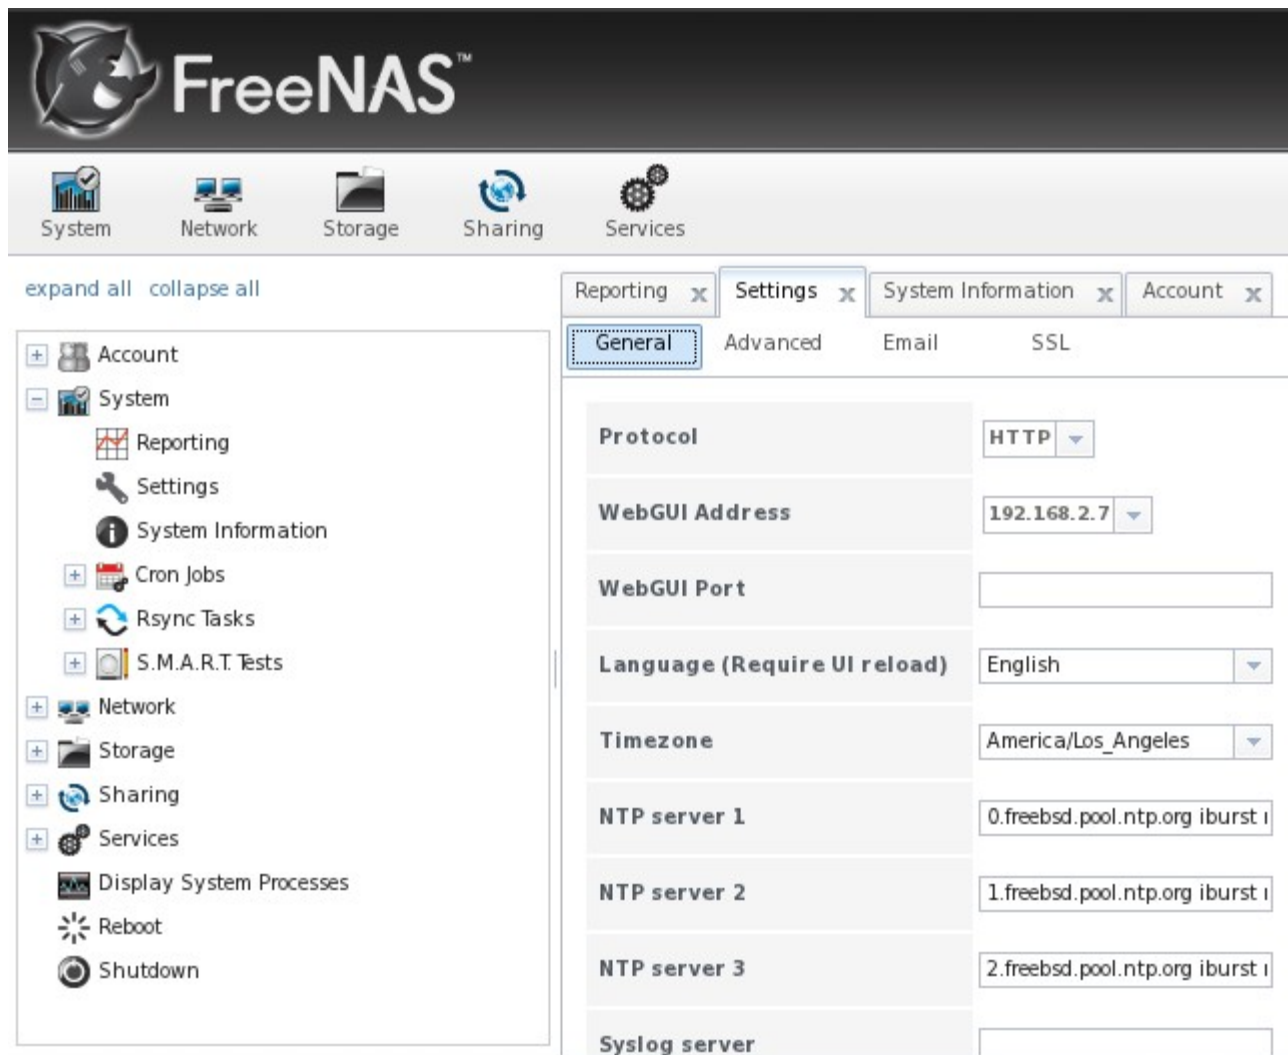 FreeNAS™
System Network Storage Sharing Services
expand all collapse all
Account
System
Reporting
Settings
System Information
Cron Jobs
Rsync Tasks
S.M.A.R.T. Tests
Network
Storage
Sharing
Services
Display System Processes
Reboot
Shutdown
Reporting x Settings x System Information x Account x
General Advanced Email SSL
Protocol HTTP
WebGUI Address 192.168.2.7
WebGUI Port
Language (Require UI reload) English
Timezone America/Los_Angeles
NTP server 1 0.freebsd.pool.ntp.org iburst
NTP server 2 1.freebsd.pool.ntp.org iburst
NTP server 3 2.freebsd.pool.ntp.org iburst
Syslog server